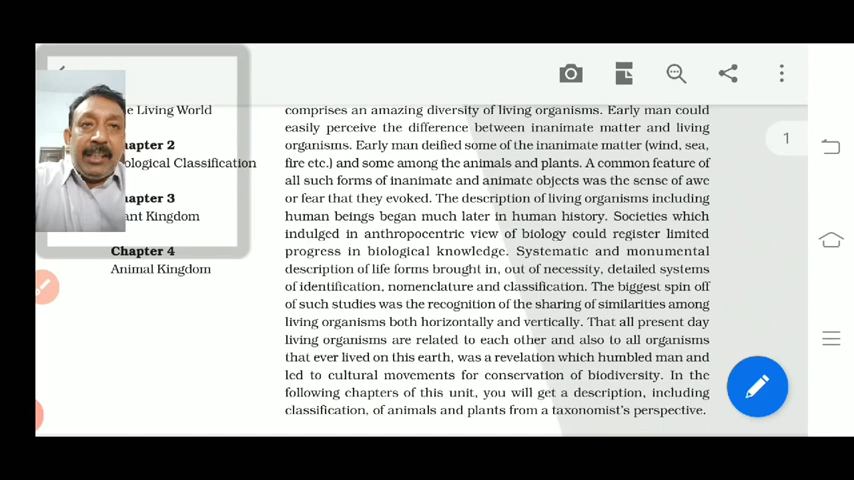 1
e Living World
apter 2
ological Classification
apter 3
ant Kingdom
Chapter 4
Animal Kingdom
comprises an amazing diversity of living organisms. Early man could
easily perceive the difference between inanimate matter and living
organisms. Early man deified some of the inanimate matter (wind, sea,
fire etc.) and some among the animals and plants. A common feature of
all such forms of inanimate and animate objects was the sense of awe
or fear that they evoked. The description of living organisms including
human beings began much later in human history. Societies which
indulged in anthropocentric view of biology could register limited
progress in biological knowledge. Systematic and monumental
description of life forms brought in, out of necessity, detailed systems
of identification, nomenclature and classification. The biggest spin off
of such studies was the recognition of the sharing of similarities among
living organisms both horizontally and vertically. That all present day
living organisms are related to each other and also to all organisms
that ever lived on this earth, was a revelation which humbled man and
led to cultural movements for conservation of biodiversity. In the
following chapters of this unit, you will get a description, including
classification, of animals and plants from a taxonomist's perspective.